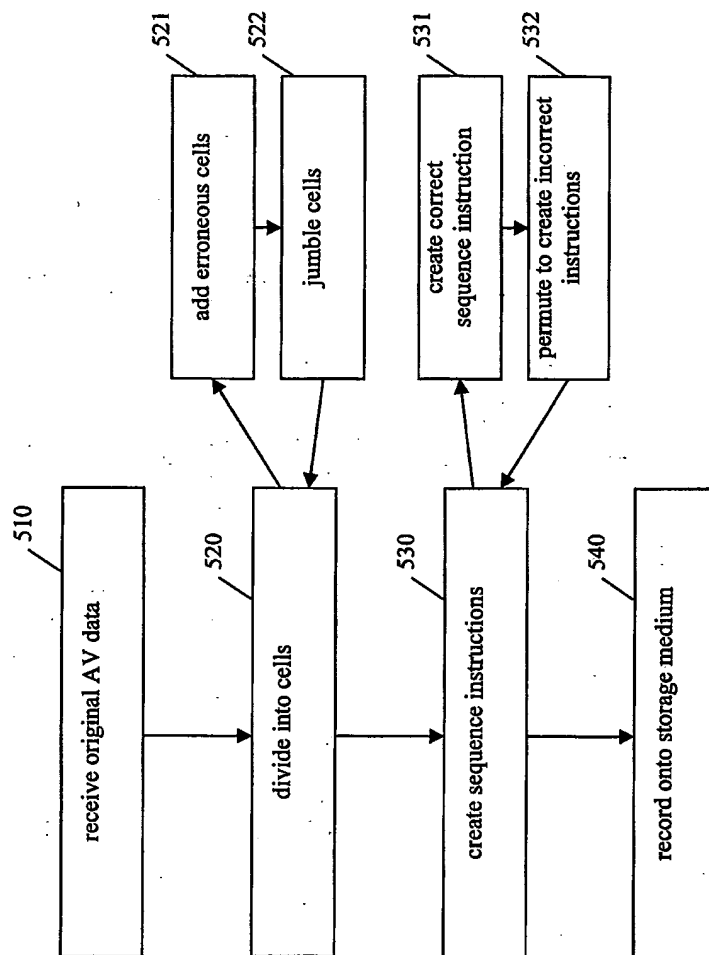 510
receive original AV data
520
divide into cells
521
add erroneous cells
522
jumble cells
530
create sequence instructions
531
create correct
sequence instruction
532
permute to create incorrect
instructions
540
record onto storage medium